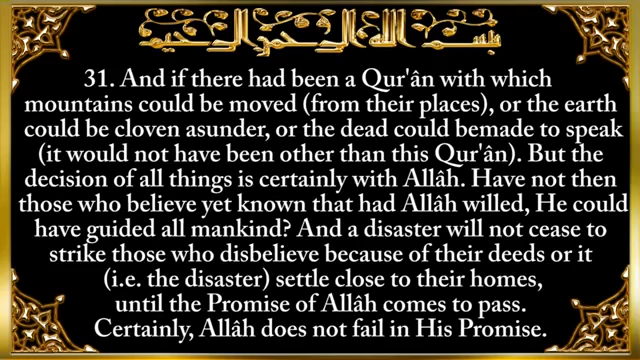 بسم الله الرحمن الرحيم
31. And if there had been a Qur'ân with which
mountains could be moved (from their places), or the earth
could be cloven asunder, or the dead could bemade to speak
(it would not have been other than this Qur'ân). But the
decision of all things is certainly with Allâh. Have not then
those who believe yet known that had Allâh willed, He could
have guided all mankind? And a disaster will not cease to
strike those who disbelieve because of their deeds or it
(i.e. the disaster) settle close to their homes,
until the Promise of Allâh comes to pass.
Certainly, Allâh does not fail in His Promise.